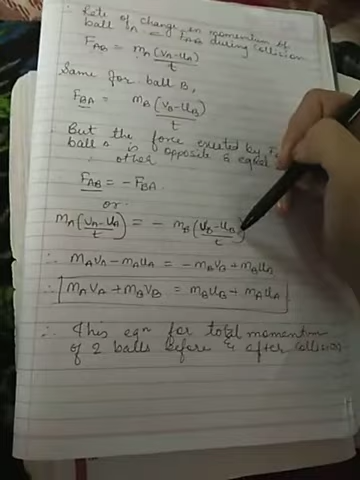 ∴ Rate of change in momentum of
ball A = F_AB during collision
F_AB = m_A (v_A - u_A)/t
Same for ball B,
F_BA = m_B (v_B - u_B)/t
But the force exerted by
ball A is opposite & equal
other
F_AB = - F_BA.
or
m_A (v_A - u_A)/t = - m_B (v_B - u_B)/t
∴ m_A v_A - m_A u_A = - m_B v_B + m_B u_B
∴ m_A v_A + m_B v_B = m_B u_B + m_A u_A
∴ This eqn for total momentum
of 2 balls before & after collision